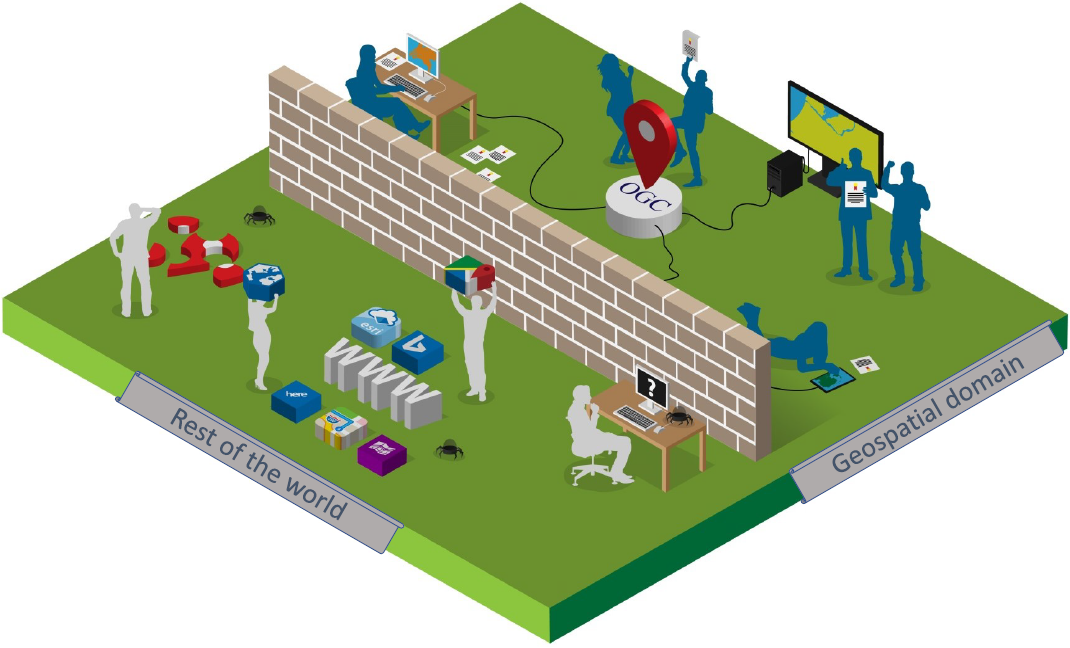 OGC
esri
WWW
here
?
Rest of the world
Geospatial domain